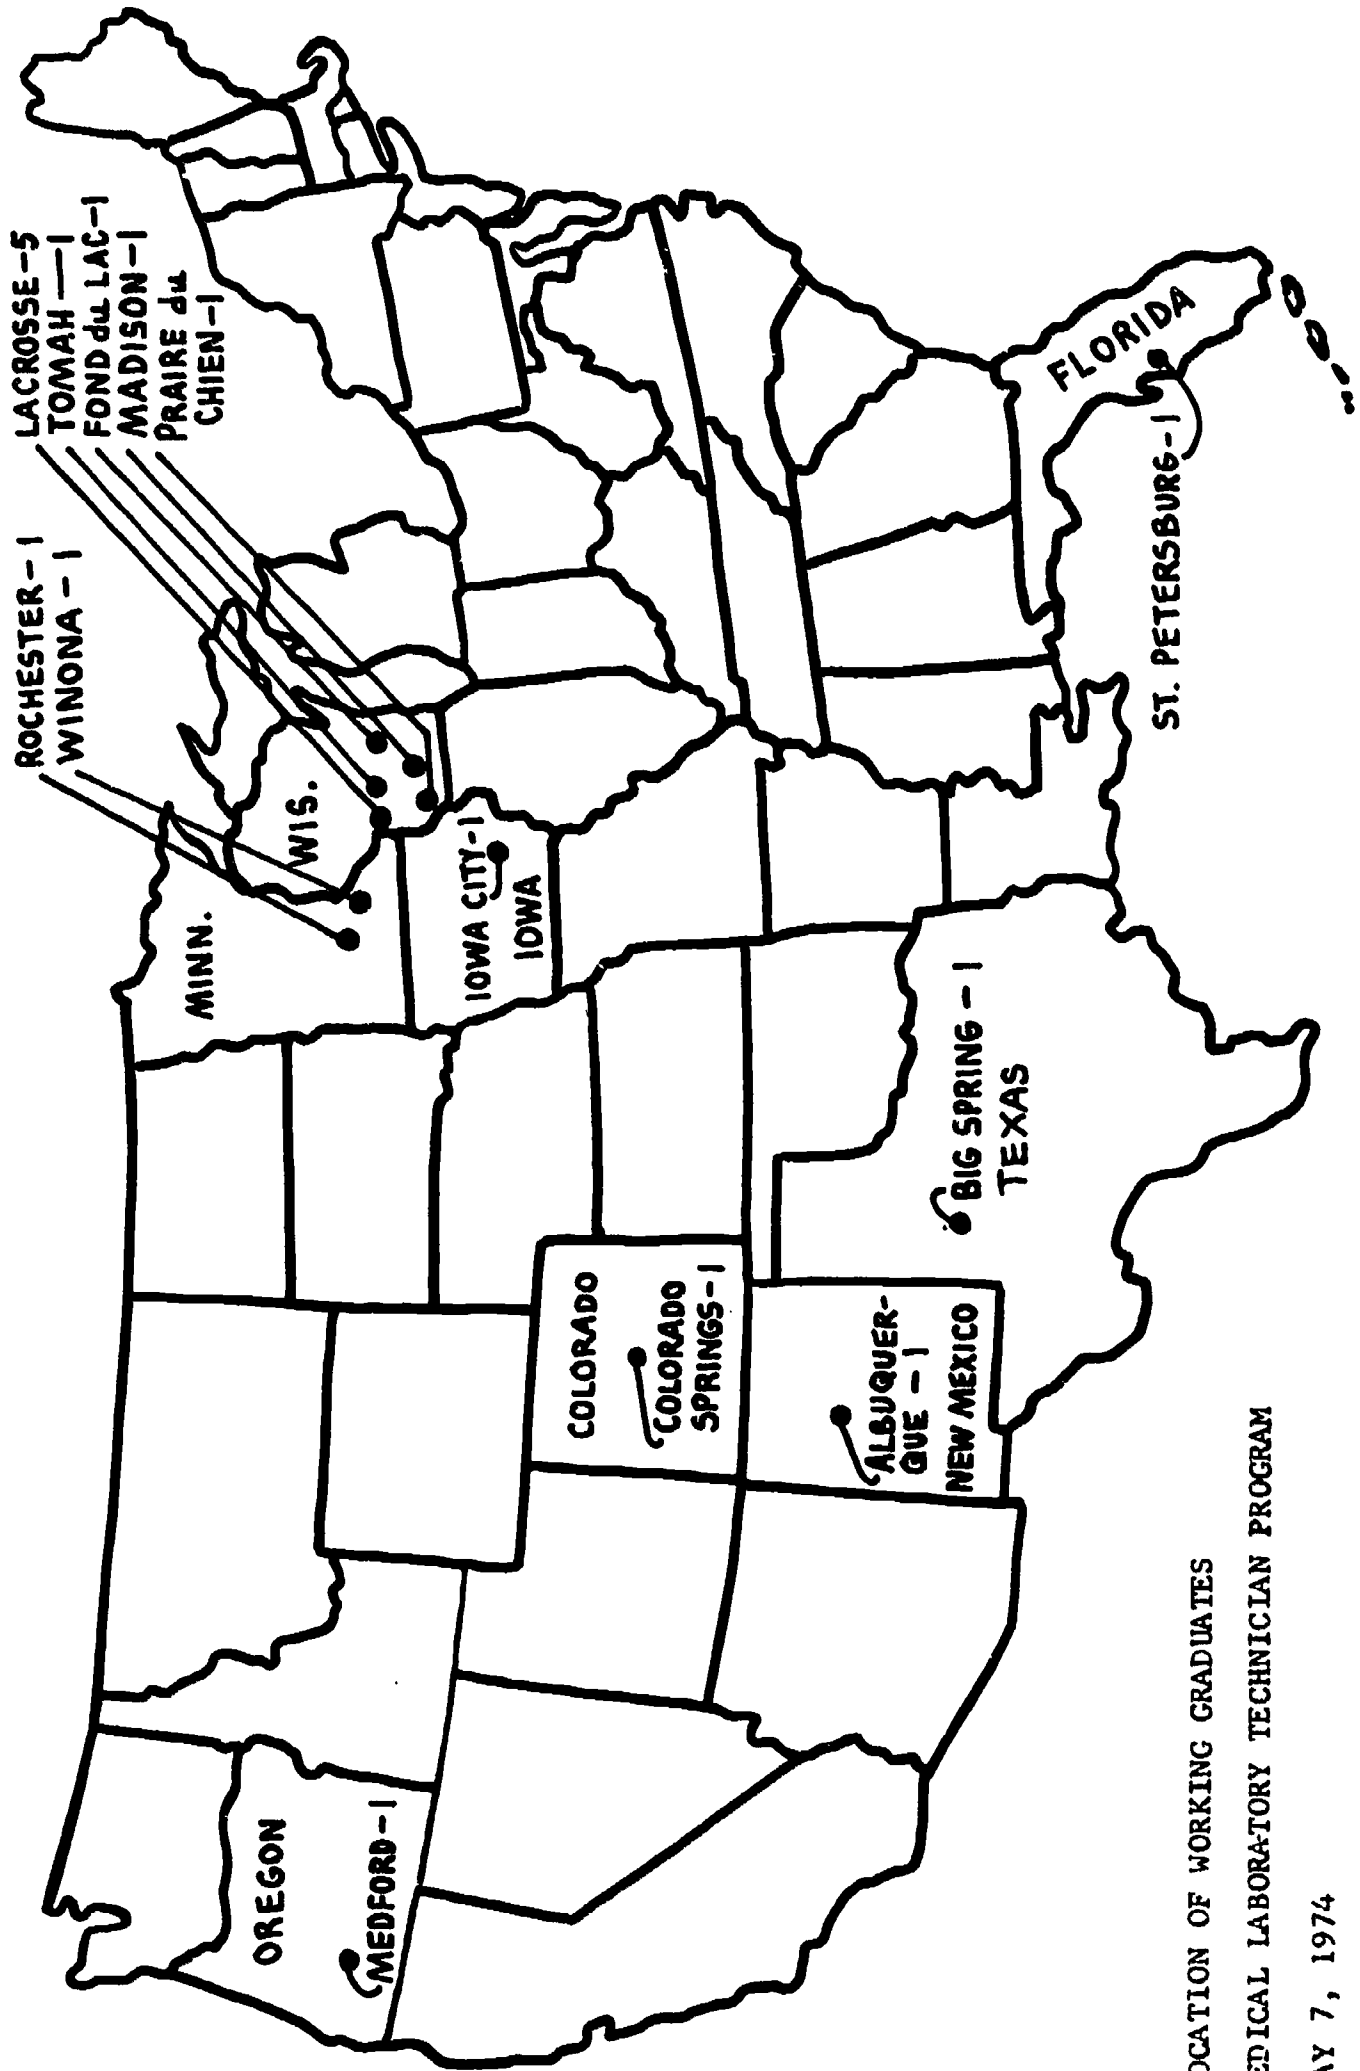 ROCHESTER-1
WINONA-1
LACROSSE-5
TOMAH-1
FOND du LAC-1
MADISON-1
PRAIRE du
CHIEN-1
MINN.
WIS.
IOWA CITY-1
IOWA
OREGON
MEDFORD-1
COLORADO
COLORADO
SPRINGS-1
ALBUQUER-
QUE-1
NEW MEXICO
BIG SPRING-1
TEXAS
FLORIDA
ST. PETERSBURG-1
OCATION OF WORKING GRADUATES
EDICAL LABORATORY TECHNICIAN PROGRAM
AY 7, 1974